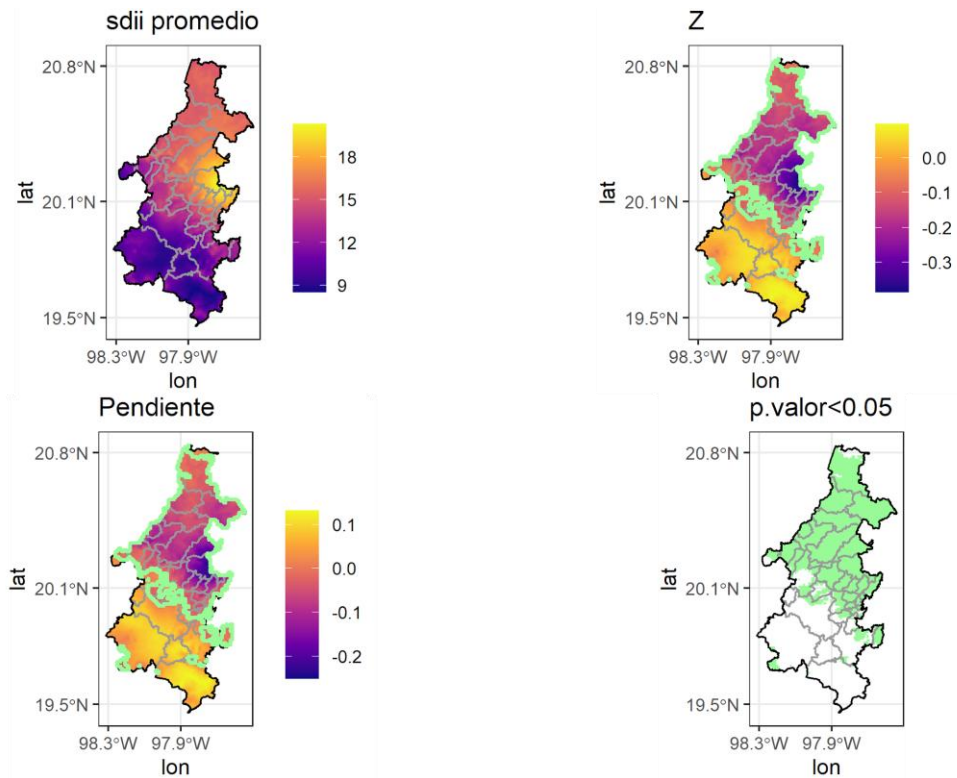 sdii promedio
20.8°N
20.1°N
19.5°N
98.3°W 97.9°W
lon
lat
18
15
12
9
Z
20.8°N
20.1°N
19.5°N
98.3°W 97.9°W
lon
lat
0.0
-0.1
-0.2
-0.3
Pendiente
20.8°N
20.1°N
19.5°N
98.3°W 97.9°W
lon
lat
0.1
0.0
-0.1
-0.2
p.valor<0.05
20.8°N
20.1°N
19.5°N
98.3°W 97.9°W
lon
lat